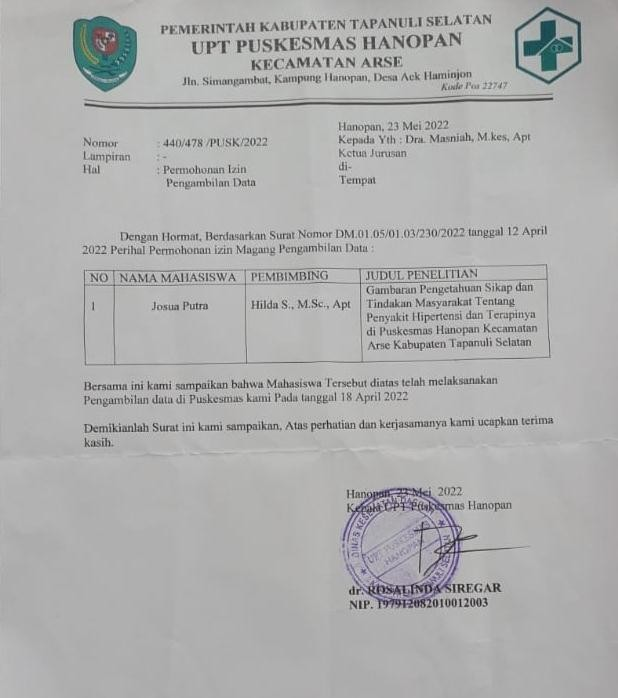 PEMERINTAH KABUPATEN TAPANULI SELATAN
UPT PUSKESMAS HANOPAN
KECAMATAN ARSE
Jln. Simangambat, Kampung Hanopan, Desa Aek Haminjon
Kode Pos 22747
Hanopan, 23 Mei 2022
Nomor : 440/478 /PUSK/2022
Kepada Yth : Dra. Masniah, M.kes, Apt
Lampiran : -
Ketua Jurusan
Hal : Permohonan Izin
di-
Pengambilan Data
Tempat
Dengan Hormat, Berdasarkan Surat Nomor DM.01.05/01.03/230/2022 tanggal 12 April
2022 Perihal Permohonan izin Magang Pengambilan Data :
NO NAMA MAHASISWA PEMBIMBING JUDUL PENELITIAN
1 Josua Putra Hilda S., M.Sc., Apt Gambaran Pengetahuan Sikap dan
Tindakan Masyarakat Tentang
Penyakit Hipertensi dan Terapinya
di Puskesmas Hanopan Kecamatan
Arse Kabupaten Tapanuli Selatan
Bersama ini kami sampaikan bahwa Mahasiswa Tersebut diatas telah melaksanakan
Pengambilan data di Puskesmas kami Pada tanggal 18 April 2022
Demikianlah Surat ini kami sampaikan, Atas perhatian dan kerjasamanya kami ucapkan terima
kasih.
Hanopan, 23 Mei 2022
Kepala UPT Puskesmas Hanopan
DINAS KESEHATAN DAERAH
UPT PUSKESMAS
HANOPAN
dr. ROSALINDA SIREGAR
NIP. 197912082010012003